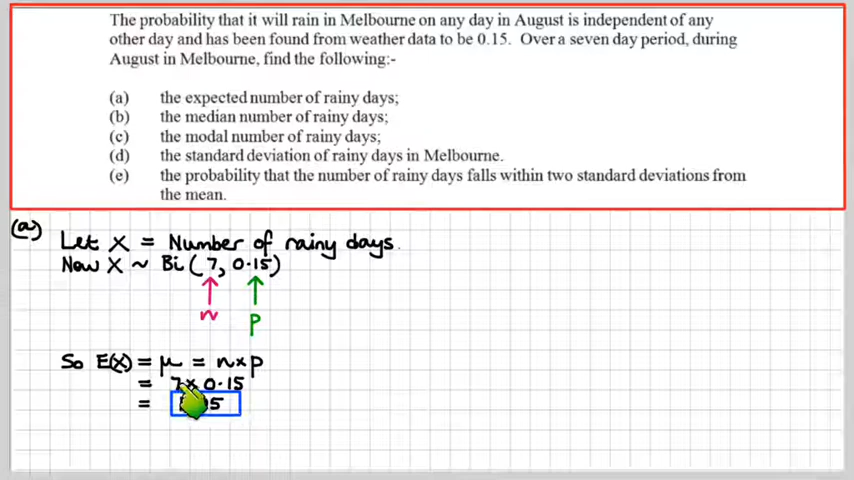 The probability that it will rain in Melbourne on any day in August is independent of any
other day and has been found from weather data to be 0.15. Over a seven day period, during
August in Melbourne, find the following:-
(a) the expected number of rainy days;
(b) the median number of rainy days;
(c) the modal number of rainy days;
(d) the standard deviation of rainy days in Melbourne.
(e) the probability that the number of rainy days falls within two standard deviations from
the mean.
(a) Let X = Number of rainy days.
Now X ~ Bi (7, 0.15)
n p
So E(X) = μ = n×p
= 7× 0.15
=